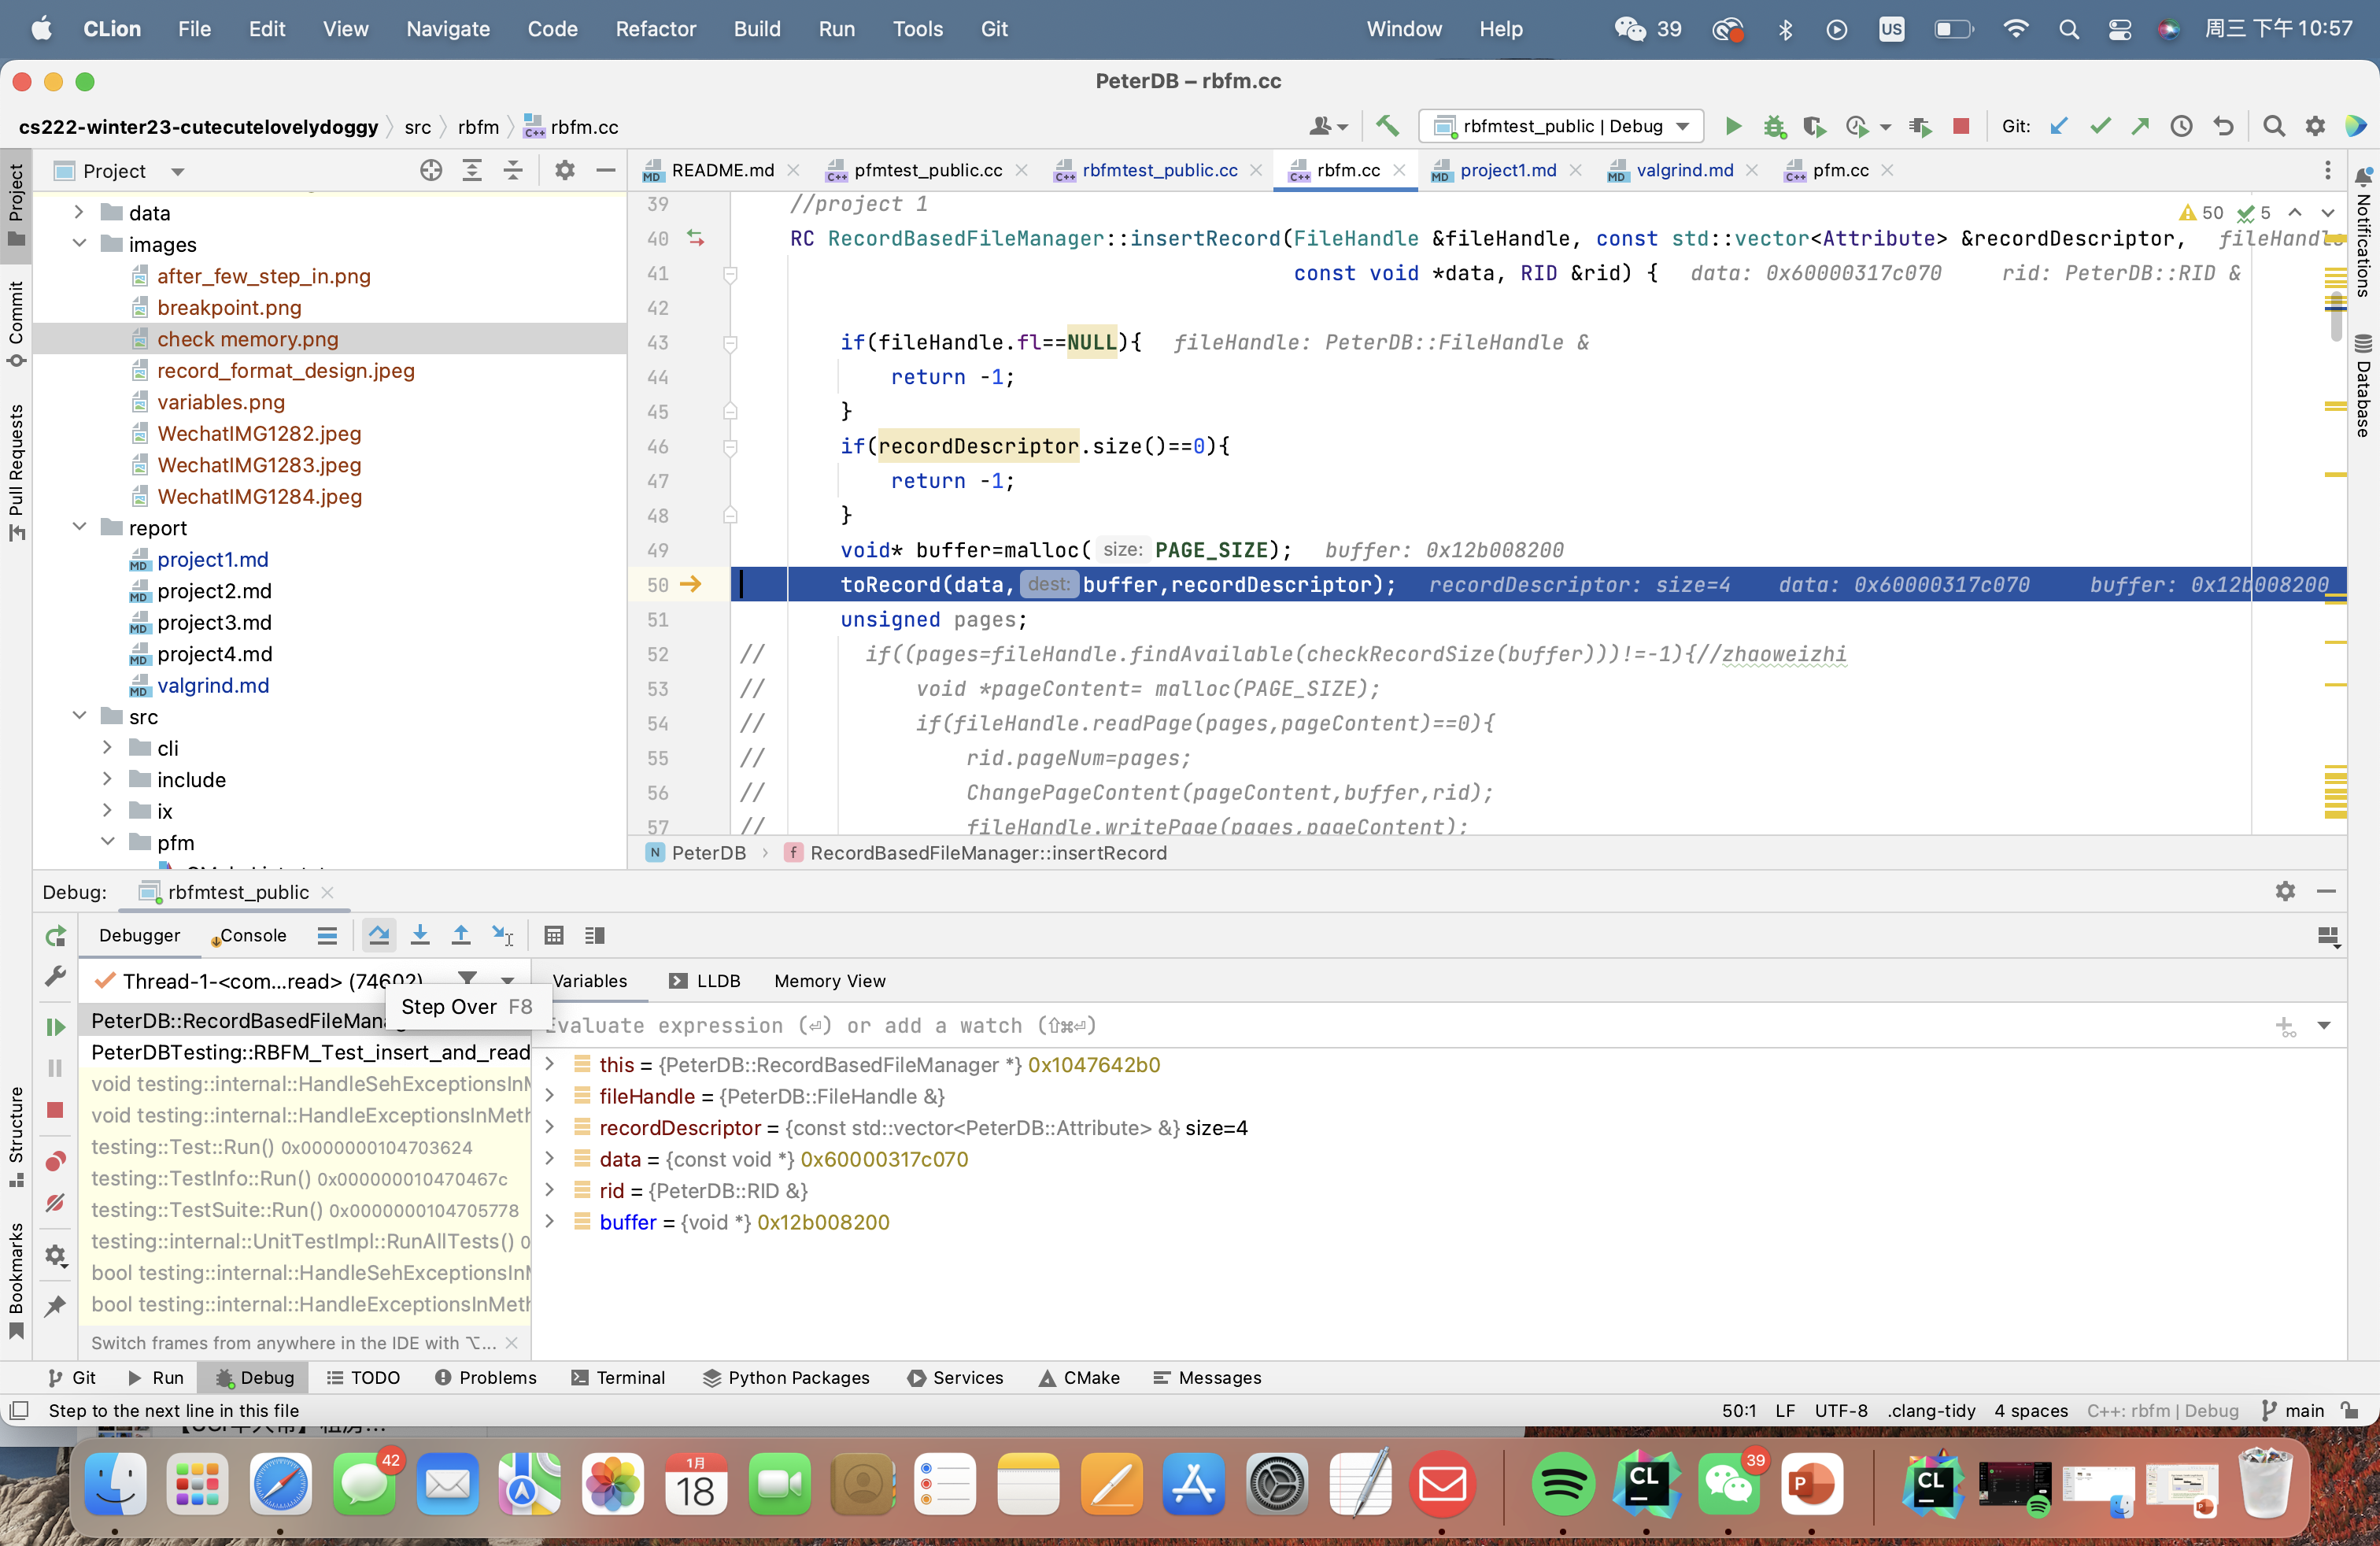 CLion File Edit View Navigate Code Refactor Build Run Tools Git Window Help 39 US 周三 下午 10:57
PeterDB – rbfm.cc
cs222-winter23-cutecutelovelydoggy src rbfm rbfm.cc rbfmtest_public | Debug Git:
Project README.md pfmtest_public.cc rbfmtest_public.cc rbfm.cc project1.md valgrind.md pfm.cc
data
images
after_few_step_in.png
breakpoint.png
check memory.png
record_format_design.jpeg
variables.png
WechatIMG1282.jpeg
WechatIMG1283.jpeg
WechatIMG1284.jpeg
report
project1.md
project2.md
project3.md
project4.md
valgrind.md
src
cli
include
ix
pfm
Project
Commit
Pull Requests
Structure
Bookmarks
Notifications
Database
50 5
39 //project 1
40 RC RecordBasedFileManager::insertRecord(FileHandle &fileHandle, const std::vector<Attribute> &recordDescriptor, fileHandle
41 const void *data, RID &rid) { data: 0x60000317c070 rid: PeterDB::RID &
42
43 if(fileHandle.fl==NULL){ fileHandle: PeterDB::FileHandle &
44 return -1;
45 }
46 if(recordDescriptor.size()==0){
47 return -1;
48 }
49 void* buffer=malloc( size: PAGE_SIZE); buffer: 0x12b008200
50 toRecord(data, dest: buffer,recordDescriptor); recordDescriptor: size=4 data: 0x60000317c070 buffer: 0x12b008200
51 unsigned pages;
52 // if((pages=fileHandle.findAvailable(checkRecordSize(buffer)))!=-1){//zhaoweizhi
53 // void *pageContent= malloc(PAGE_SIZE);
54 // if(fileHandle.readPage(pages,pageContent)==0){
55 // rid.pageNum=pages;
56 // ChangePageContent(pageContent,buffer,rid);
57 // fileHandle.writePage(pages,pageContent);
N PeterDB f RecordBasedFileManager::insertRecord
Debug: rbfmtest_public
Debugger Console
Thread-1-<com...read> (74602) Variables LLDB Memory View
Step Over F8
Evaluate expression (⏎) or add a watch (⇧⌘⏎)
PeterDB::RecordBasedFileManag
PeterDBTesting::RBFM_Test_insert_and_read
void testing::internal::HandleSehExceptionsInM
void testing::internal::HandleExceptionsInMeth
testing::Test::Run() 0x0000000104703624
testing::TestInfo::Run() 0x000000010470467c
testing::TestSuite::Run() 0x0000000104705778
testing::internal::UnitTestImpl::RunAllTests() 0
bool testing::internal::HandleSehExceptionsInM
bool testing::internal::HandleExceptionsInMeth
Switch frames from anywhere in the IDE with ⌥...
this = {PeterDB::RecordBasedFileManager *} 0x1047642b0
fileHandle = {PeterDB::FileHandle &}
recordDescriptor = {const std::vector<PeterDB::Attribute> &} size=4
data = {const void *} 0x60000317c070
rid = {PeterDB::RID &}
buffer = {void *} 0x12b008200
Git Run Debug TODO Problems Terminal Python Packages Services CMake Messages
Step to the next line in this file 50:1 LF UTF-8 .clang-tidy 4 spaces C++: rbfm | Debug main
42 1月 18 CL 39 P CL